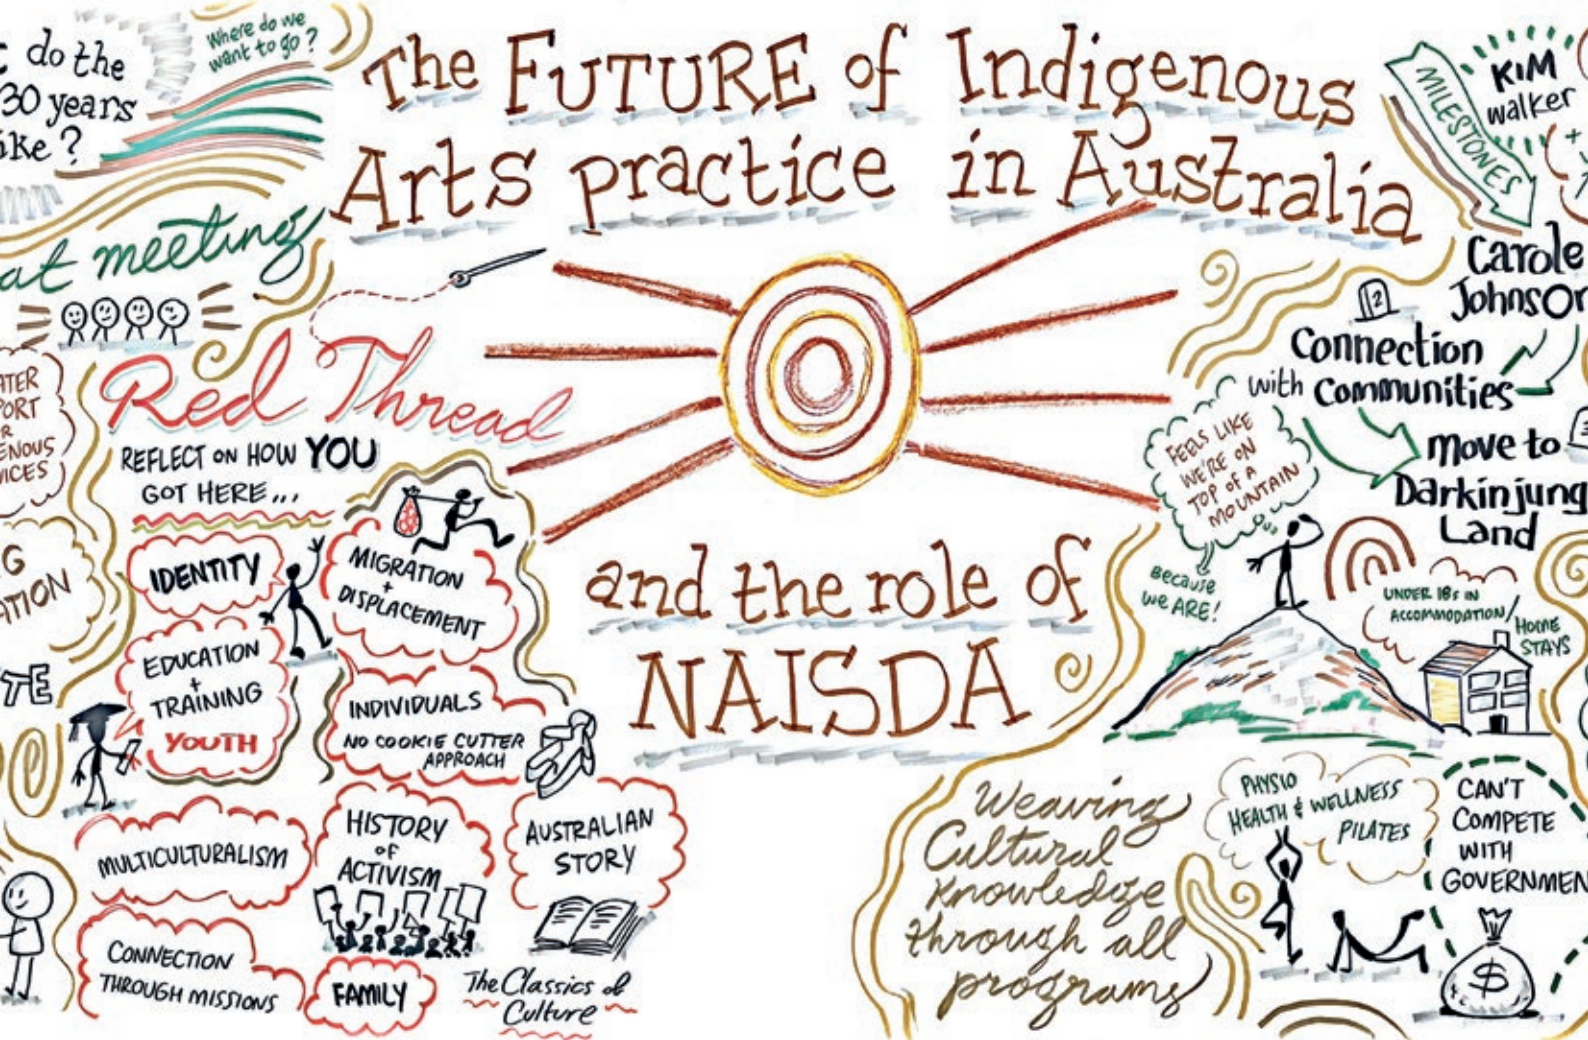 do the
30 years
ike?
Where do we
want to go?
The FUTURE of Indigenous
Arts practice in Australia
and the role of
NAISDA
at meeting
Red Thread
REFLECT on HOW YOU
GOT HERE...
IDENTITY
MIGRATION
+
DISPLACEMENT
EDUCATION
+
TRAINING
YOUTH
INDIVIDUALS
NO COOKIE CUTTER
APPROACH
MULTICULTURALISM
HISTORY
OF
ACTIVISM
AUSTRALIAN
STORY
CONNECTION
THROUGH MISSIONS
FAMILY
The Classics of
Culture
MILESTONES
KIM
walker
Carole
Johnson
2
Connection
with Communities
move to
Darkinjung
Land
FEELS LIKE
WE'RE ON
TOP OF A
MOUNTAIN
Because
we ARE!
UNDER 18s IN
ACCOMMODATION/
HOME
STAYS
Weaving
Cultural
knowledge
through all
programs
PHYSIO
HEALTH & WELLNESS
PILATES
CAN'T
COMPETE
WITH
GOVERNMEN
$